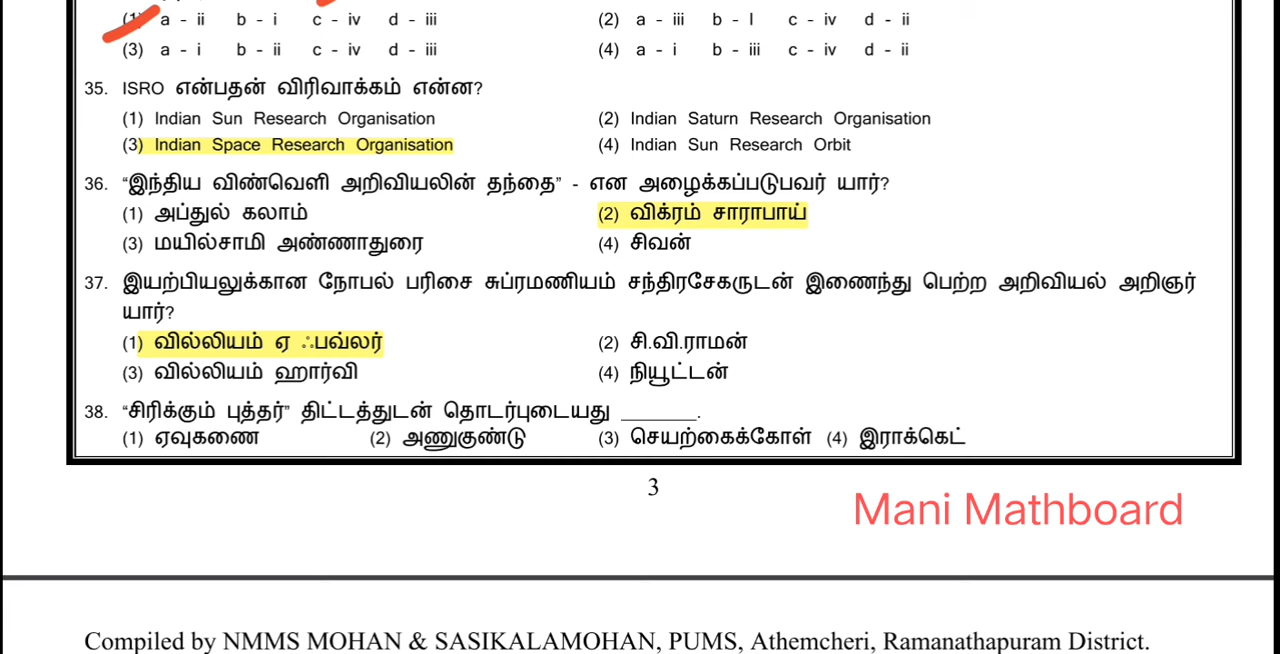 (1) a - ii b - i c - iv d - iii (2) a - iii b - I c - iv d - ii
(3) a - i b - ii c - iv d - iii (4) a - i b - iii c - iv d - ii
35. ISRO என்பதன் விரிவாக்கம் என்ன?
(1) Indian Sun Research Organisation (2) Indian Saturn Research Organisation
(3) Indian Space Research Organisation (4) Indian Sun Research Orbit
36. “இந்திய விண்வெளி அறிவியலின் தந்தை” - என அழைக்கப்படுபவர் யார்?
(1) அப்துல் கலாம் (2) விக்ரம் சாராபாய்
(3) மயில்சாமி அண்ணாதுரை (4) சிவன்
37. இயற்பியலுக்கான நோபல் பரிசை சுப்ரமணியம் சந்திரசேகருடன் இணைந்து பெற்ற அறிவியல் அறிஞர்
யார்?
(1) வில்லியம் ஏ ஃபவ்லர் (2) சி.வி.ராமன்
(3) வில்லியம் ஹார்வி (4) நியூட்டன்
38. “சிரிக்கும் புத்தர்” திட்டத்துடன் தொடர்புடையது _______.
(1) ஏவுகணை (2) அணுகுண்டு (3) செயற்கைக்கோள் (4) இராக்கெட்
3
Mani Mathboard
Compiled by NMMS MOHAN & SASIKALAMOHAN, PUMS, Athemcheri, Ramanathapuram District.